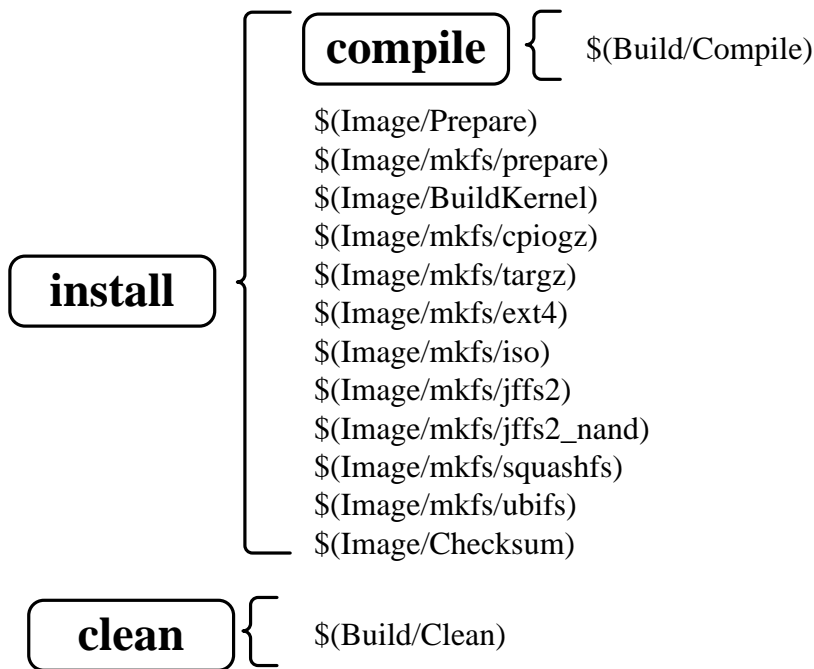 compile $(Build/Compile)
$(Image/Prepare)
$(Image/mkfs/prepare)
$(Image/BuildKernel)
$(Image/mkfs/cpiogz)
$(Image/mkfs/targz)
install
$(Image/mkfs/ext4)
$(Image/mkfs/iso)
$(Image/mkfs/jffs2)
$(Image/mkfs/jffs2_nand)
$(Image/mkfs/squashfs)
$(Image/mkfs/ubifs)
$(Image/Checksum)
clean $(Build/Clean)